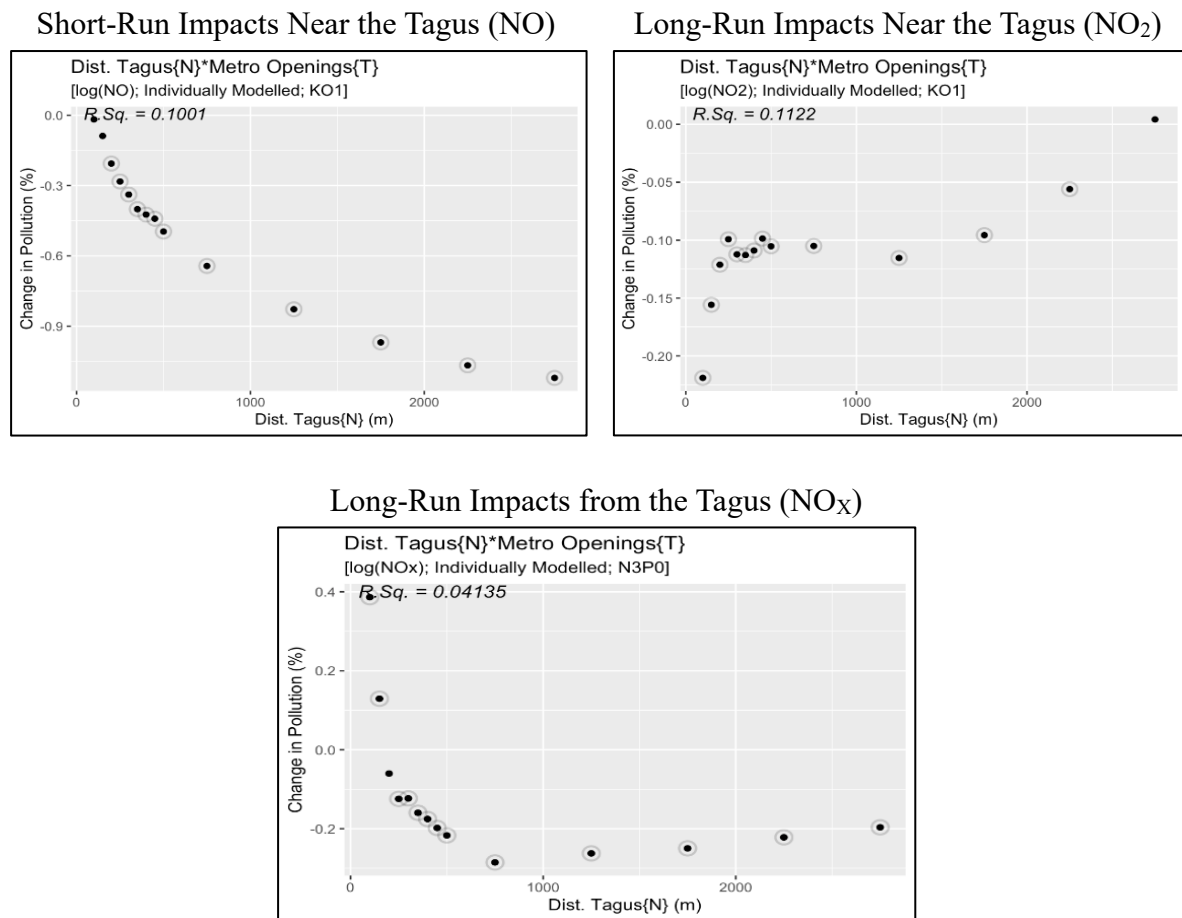 Short-Run Impacts Near the Tagus (NO)
Dist. Tagus{N}*Metro Openings{T}
[log(NO); Individually Modelled; KO1]
R.Sq. = 0.1001
Change in Pollution (%)
0.0
-0.3
-0.6
-0.9
0
1000
2000
Dist. Tagus{N} (m)
Long-Run Impacts Near the Tagus (NO₂)
Dist. Tagus{N}*Metro Openings{T}
[log(NO2); Individually Modelled; KO1]
R.Sq. = 0.1122
Change in Pollution (%)
0.00
-0.05
-0.10
-0.15
-0.20
0
1000
2000
Dist. Tagus{N} (m)
Long-Run Impacts from the Tagus (NOₓ)
Dist. Tagus{N}*Metro Openings{T}
[log(NOx); Individually Modelled; N3P0]
R.Sq. = 0.04135
Change in Pollution (%)
0.4
0.2
0.0
-0.2
0
1000
2000
Dist. Tagus{N} (m)